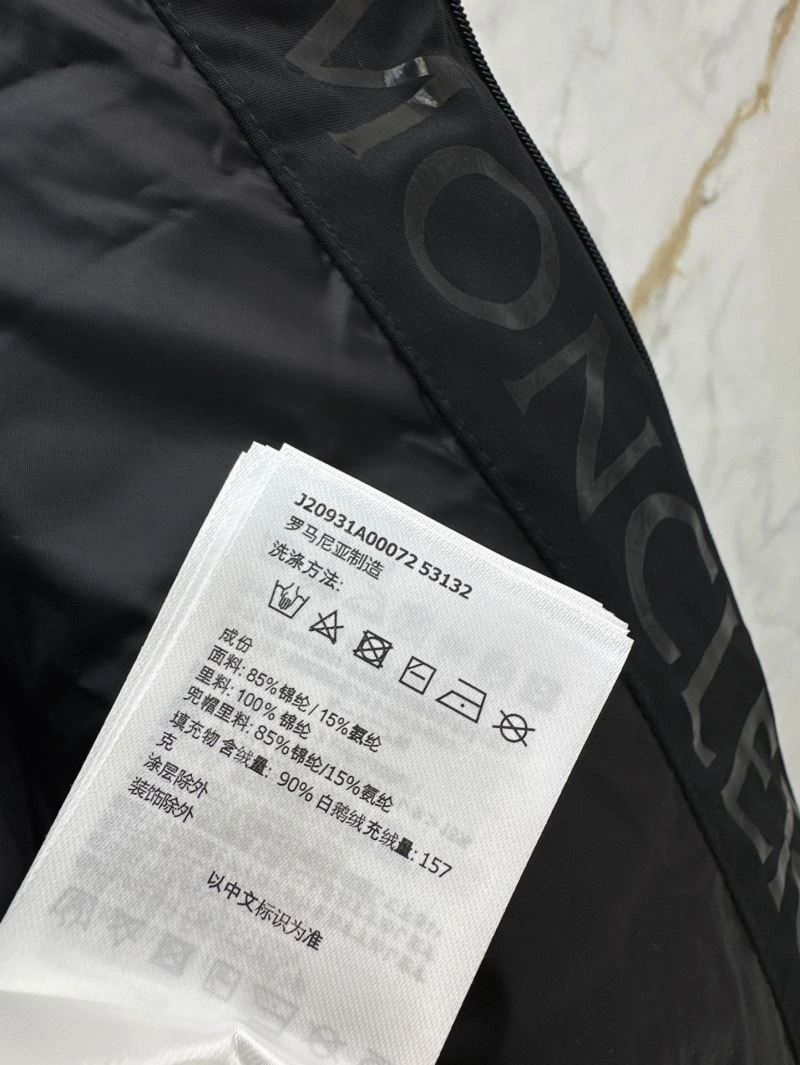 MONCLER
J20931A00072 53132
罗马尼亚制造
洗涤方法:
成份
面料: 85%锦纶/15%氨纶
里料: 100% 锦纶
兜帽里料: 85%锦纶/15%氨纶
填充物 含绒量: 90% 白鹅绒充绒量: 157
克
涂层除外
装饰除外
以中文标识为准